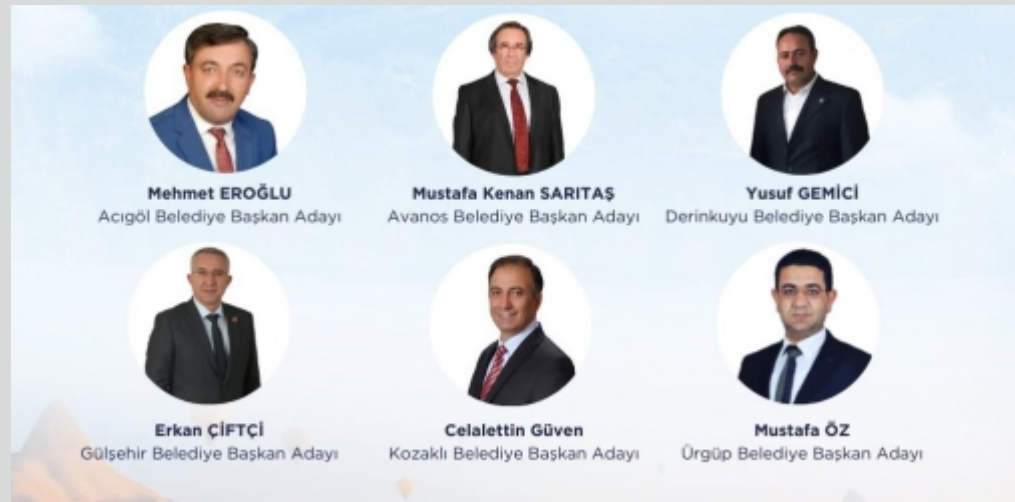 Mehmet EROĞLU
Acıgöl Belediye Başkan Adayı
Mustafa Kenan SARITAŞ
Avanos Belediye Başkan Adayı
Yusuf GEMİCİ
Derinkuyu Belediye Başkan Adayı
Erkan ÇİFTÇİ
Gülşehir Belediye Başkan Adayı
Celalettin Güven
Kozaklı Belediye Başkan Adayı
Mustafa ÖZ
Ürgüp Belediye Başkan Adayı